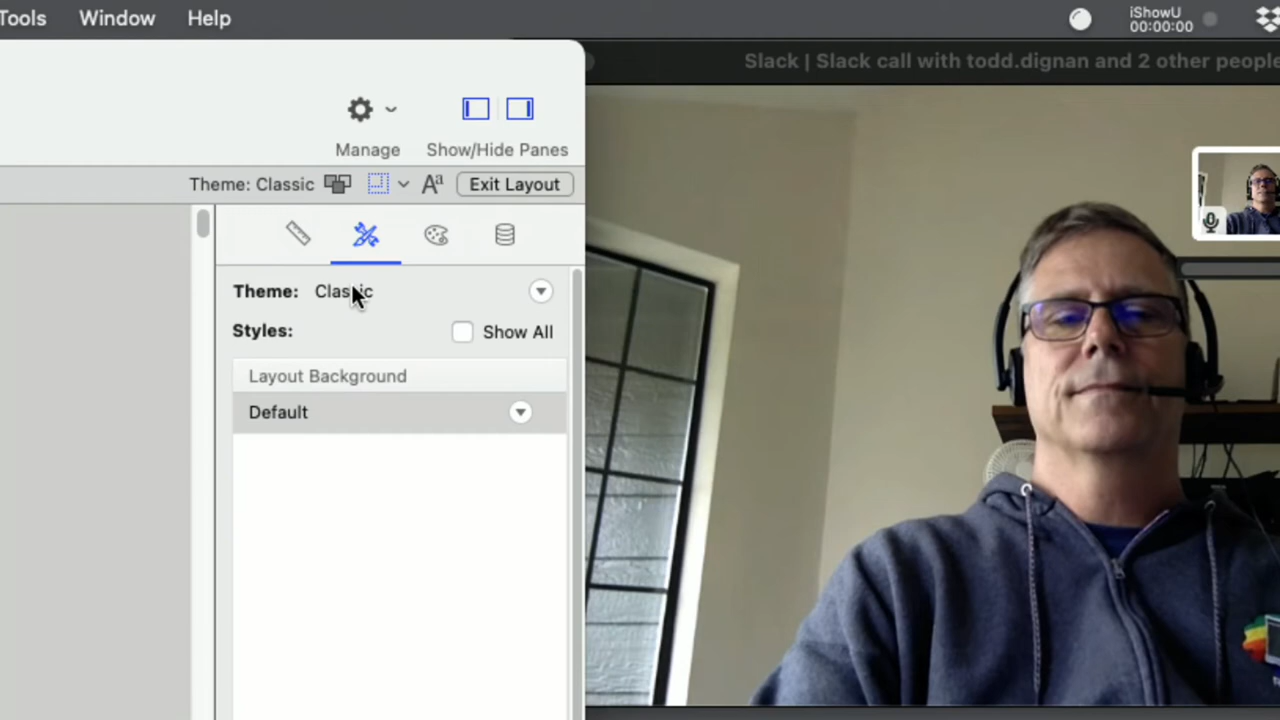 Tools Window Help
iShowU
00:00:00
Slack | Slack call with todd.dignan and 2 other people
Manage
Show/Hide Panes
Theme: Classic
Aa
Exit Layout
Theme: Classic
Styles:
Show All
Layout Background
Default